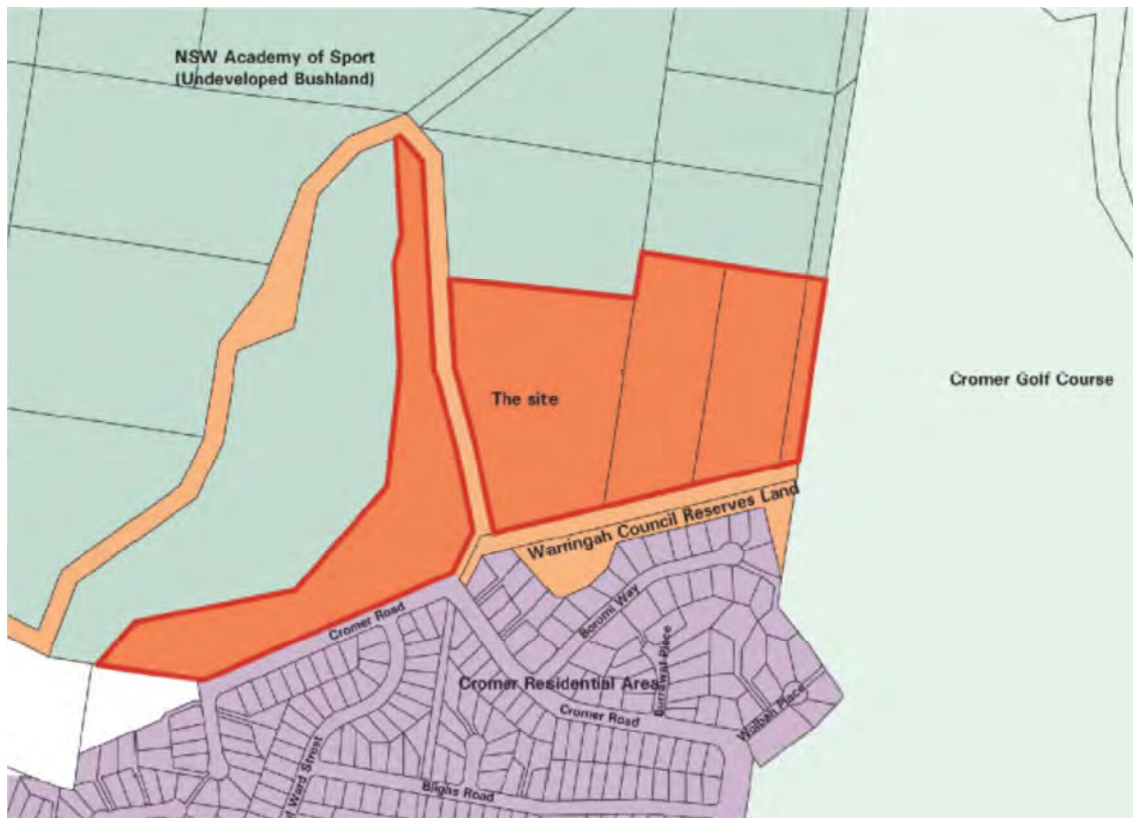 NSW Academy of Sport
(Undeveloped Bushland)
Cromer Golf Course
The site
Warringah Council Reserves Land
Cromer Road
Boromi Way
Burrawal Place
Cromer Residential Area
Cromer Road
Wolbah Place
Ward Street
Blighs Road